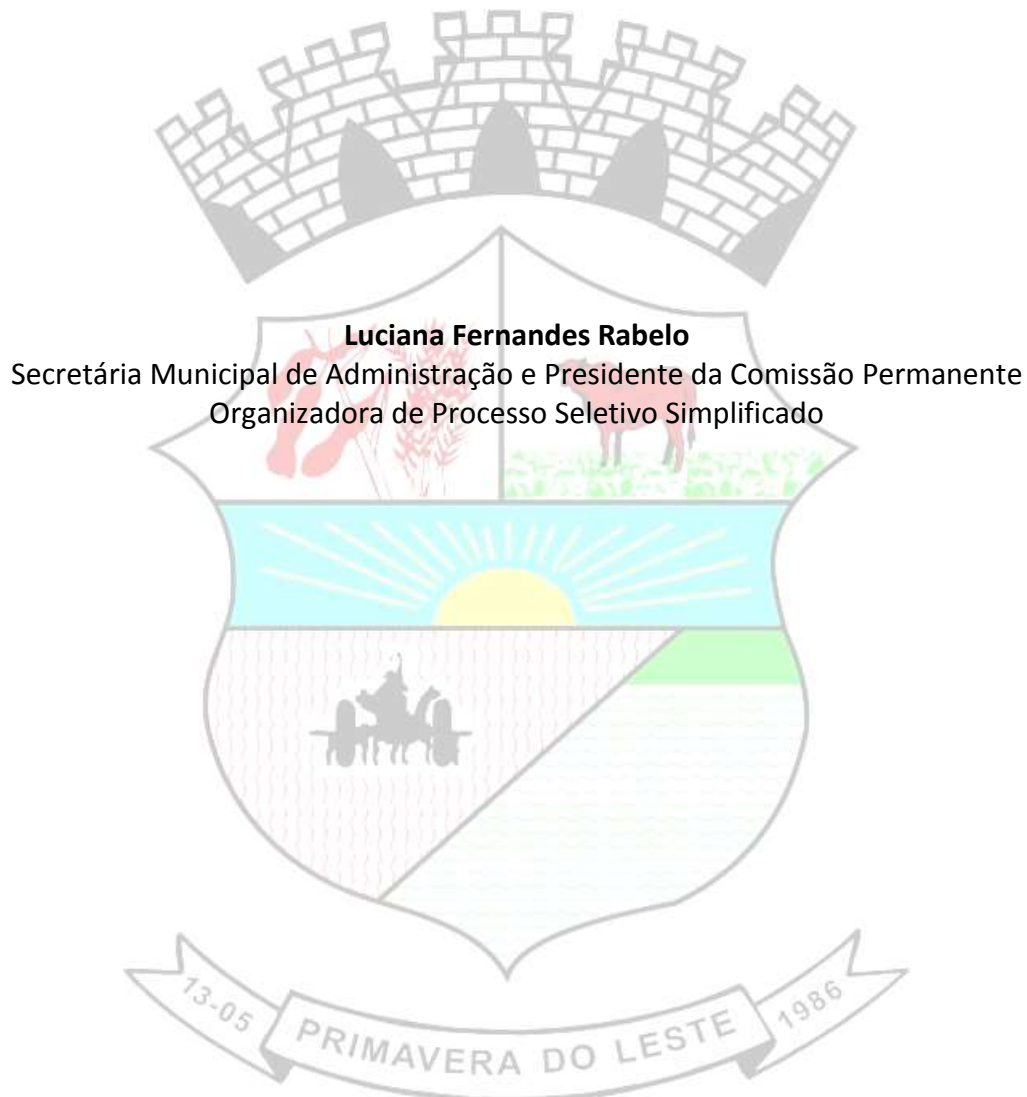 Luciana Fernandes Rabelo
Secretária Municipal de Administração e Presidente da Comissão Permanente
Organizadora de Processo Seletivo Simplificado
13-05
PRIMAVERA DO LESTE
1986